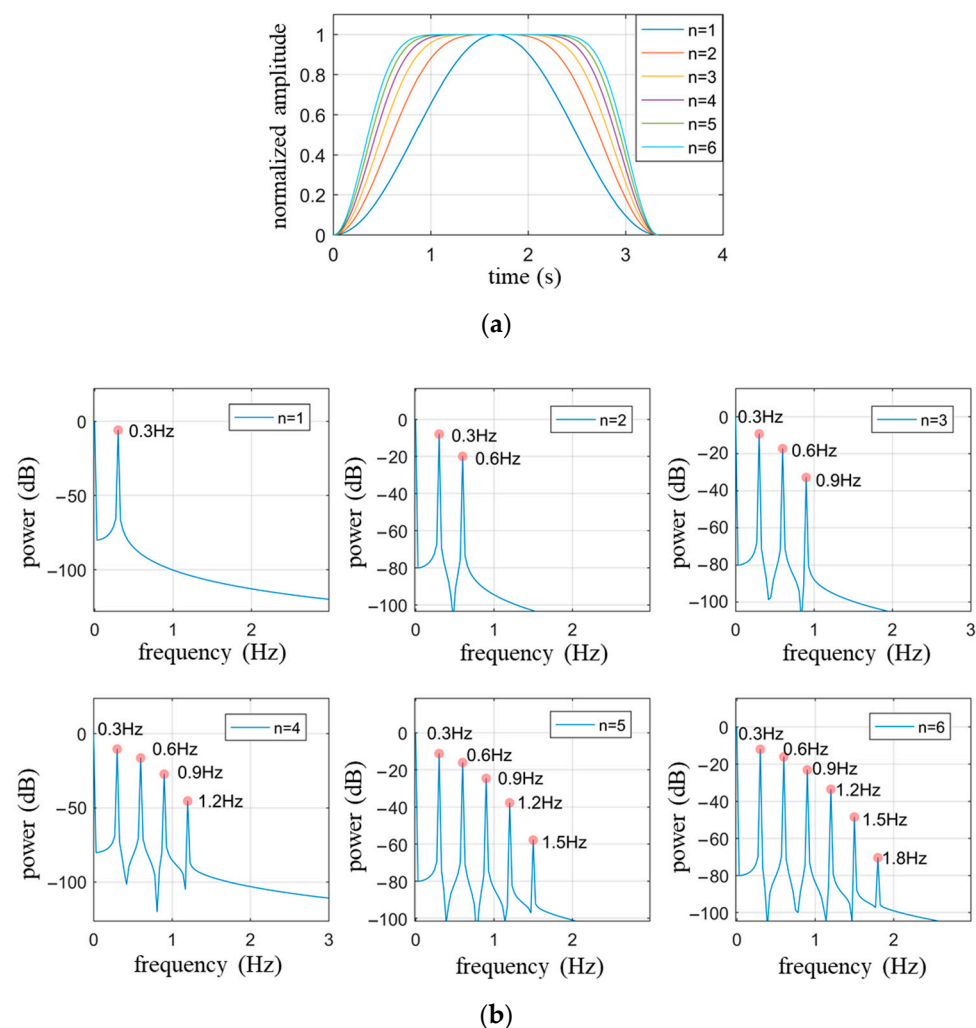 normalized amplitude
1
0.8
0.6
0.4
0.2
0
0 1 2 3 4
time (s)
n=1
n=2
n=3
n=4
n=5
n=6
(a)
power (dB)
0
−50
−100
0 1 2
frequency (Hz)
n=1
0.3Hz
power (dB)
0
−20
−40
−60
−80
−100
0 1 2
frequency (Hz)
n=2
0.3Hz
0.6Hz
power (dB)
0
−20
−40
−60
−80
−100
0 1 2 3
frequency (Hz)
n=3
0.3Hz
0.6Hz
0.9Hz
power (dB)
0
−50
−100
0 1 2 3
frequency (Hz)
n=4
0.3Hz
0.6Hz
0.9Hz
1.2Hz
power (dB)
0
−20
−40
−60
−80
−100
0 1 2
frequency (Hz)
n=5
0.3Hz
0.6Hz
0.9Hz
1.2Hz
1.5Hz
power (dB)
0
−20
−40
−60
−80
−100
0 1 2
frequency (Hz)
n=6
0.3Hz
0.6Hz
0.9Hz
1.2Hz
1.5Hz
1.8Hz
(b)